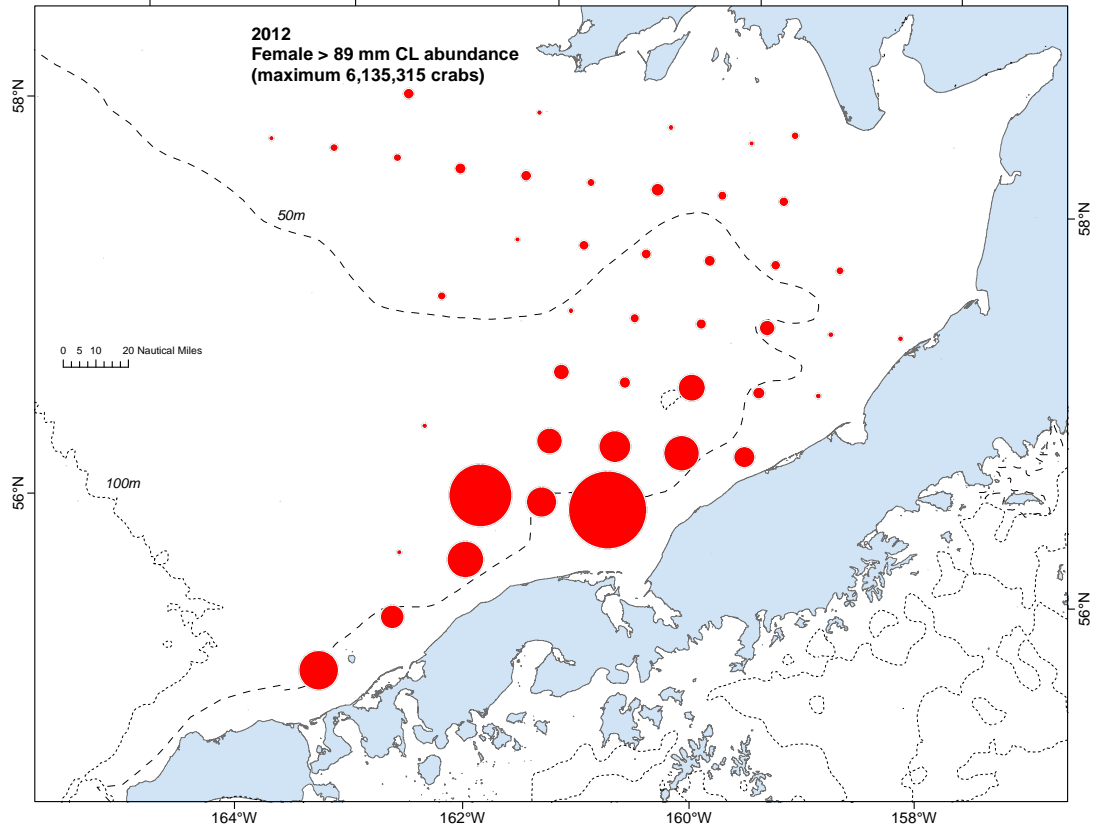 2012
Female > 89 mm CL abundance
(maximum 6,135,315 crabs)
58°N
58°N
50m
0 5 10 20 Nautical Miles
100m
56°N
56°N
164°W
162°W
160°W
158°W